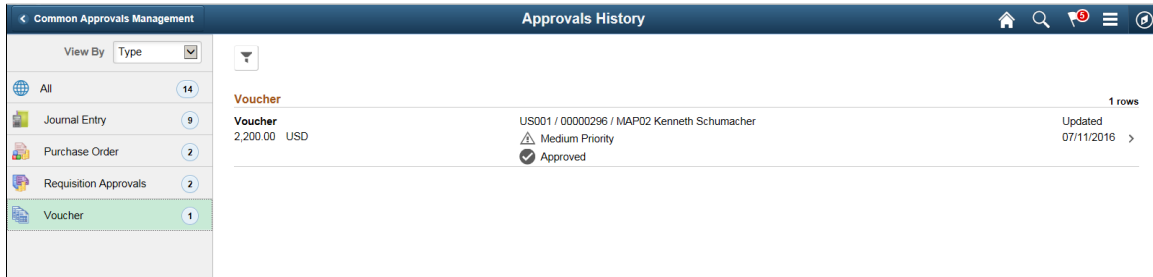 Common Approvals Management
Approvals History
5
View By Type
All 14
Journal Entry 9
Purchase Order 2
Requisition Approvals 2
Voucher 1
Voucher 1 rows
Voucher US001 / 00000296 / MAP02 Kenneth Schumacher Updated
2,200.00 USD Medium Priority 07/11/2016
Approved